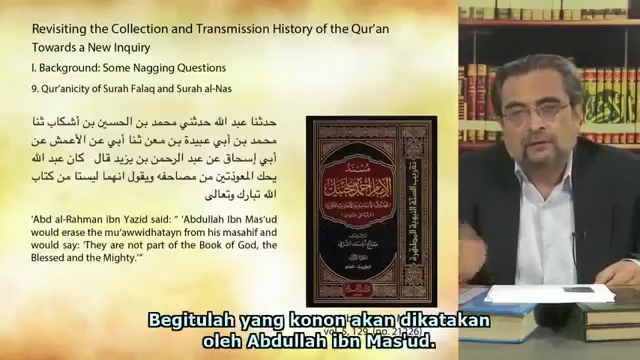 Revisiting the Collection and Transmission History of the Qur'an
Towards a New Inquiry
I. Background: Some Nagging Questions
9. Qur'anicity of Surah Falaq and Surah al-Nas
حدثنا عبد الله حدثني محمد بن الحسين بن أشكاب ثنا
محمد بن أبي عبيدة بن معن ثنا أبي عن الأعمش عن
أبي إسحاق عن عبد الرحمن بن يزيد قال كان عبد الله
يحك المعوذتين من مصاحفه ويقول انهما ليستا من كتاب
الله تبارك وتعالى
'Abd al-Rahman ibn Yazid said: " 'Abdullah Ibn Mas'ud
would erase the mu'awwidhatayn from his masahif and
would say: 'They are not part of the Book of God, the
Blessed and the Mighty.'"
مسند
الإمام أحمد بن حنبل
Begitulah yang konon akan dikatakan
oleh Abdullah ibn Mas'ud.